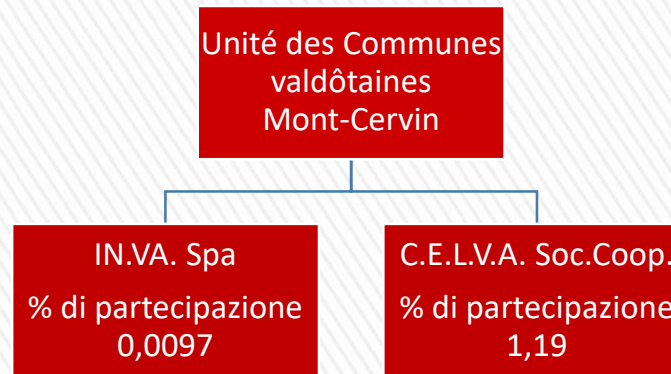 Unité des Communes
valdôtaines
Mont-Cervin
IN.VA. Spa
% di partecipazione
0,0097
C.E.L.V.A. Soc.Coop.
% di partecipazione
1,19